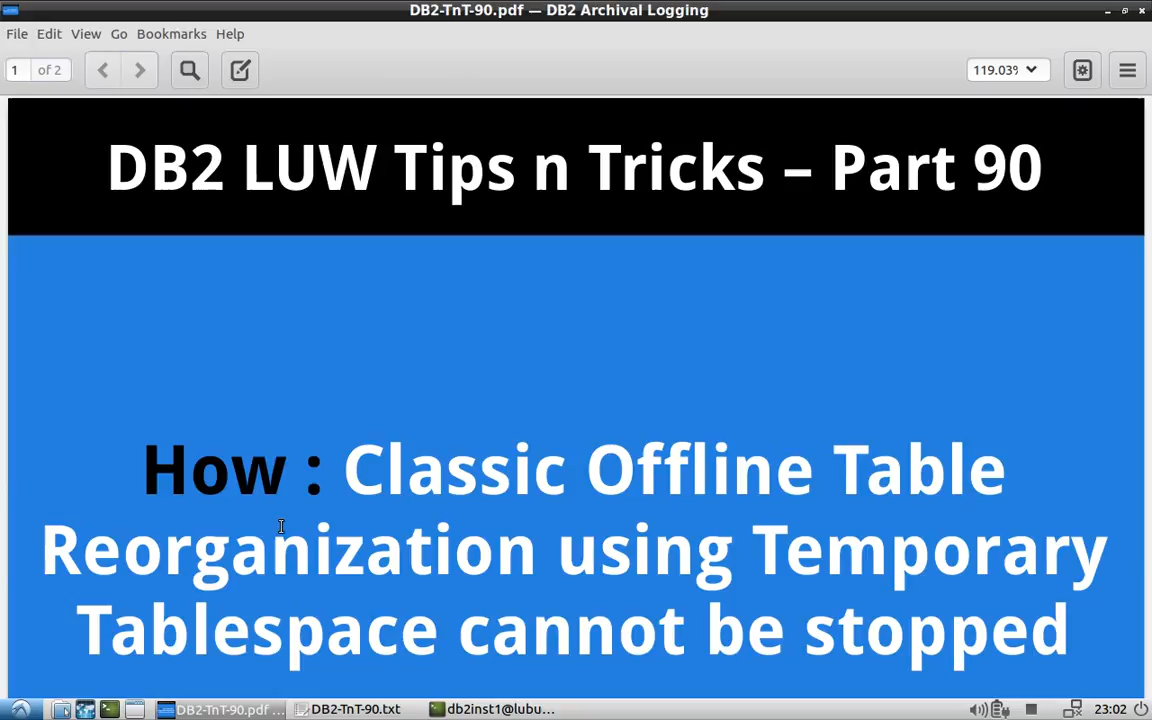 DB2-TnT-90.pdf — DB2 Archival Logging
File Edit View Go Bookmarks Help
1 of 2
119.03%
DB2 LUW Tips n Tricks – Part 90
How : Classic Offline Table
Reorganization using Temporary
Tablespace cannot be stopped
DB2-TnT-90.pdf ...
DB2-TnT-90.txt
db2inst1@lubu...
23:02